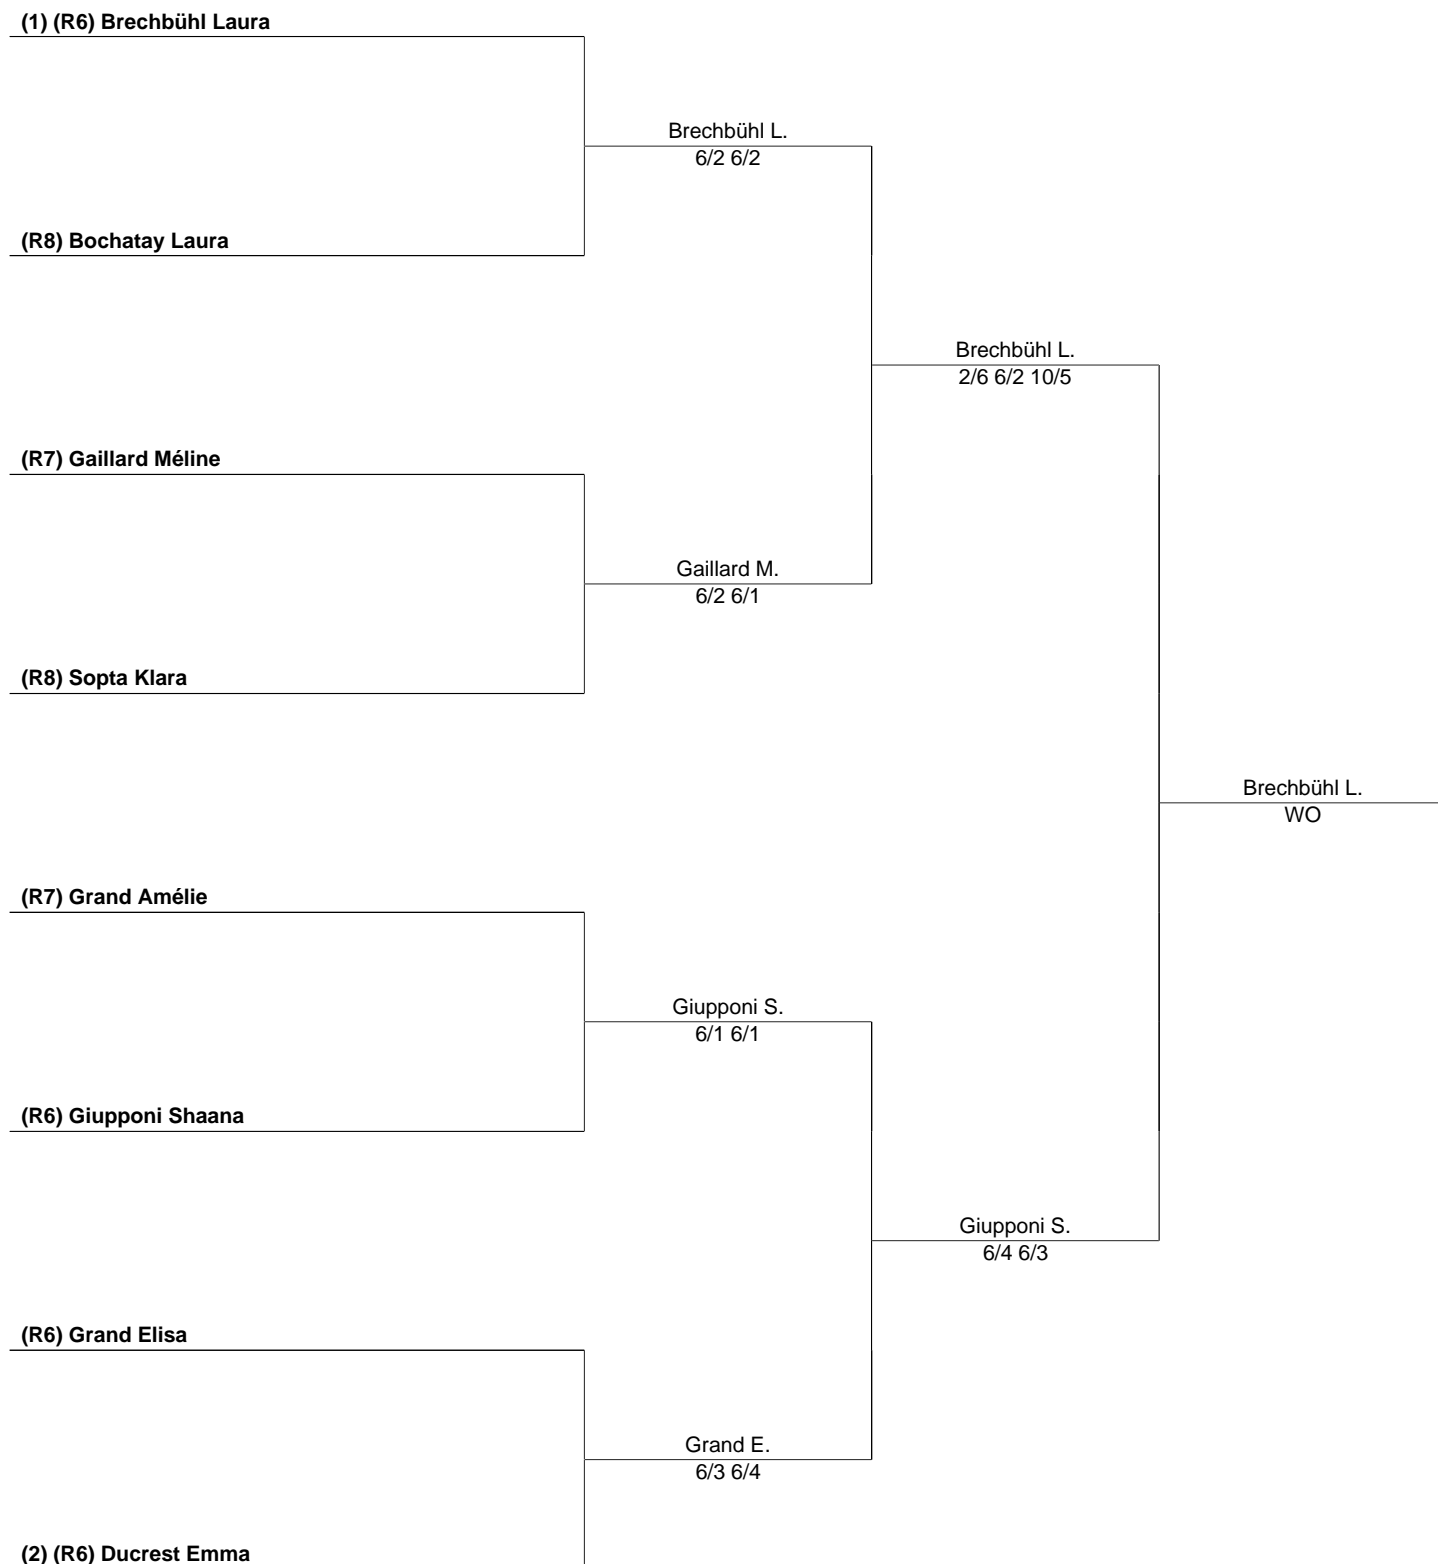 (1) (R6) Brechbühl Laura
Brechbühl L.
6/2 6/2
(R8) Bochatay Laura
Brechbühl L.
2/6 6/2 10/5
(R7) Gaillard Méline
Gaillard M.
6/2 6/1
(R8) Sopta Klara
Brechbühl L.
WO
(R7) Grand Amélie
Giupponi S.
6/1 6/1
(R6) Giupponi Shaana
Giupponi S.
6/4 6/3
(R6) Grand Elisa
Grand E.
6/3 6/4
(2) (R6) Ducrest Emma